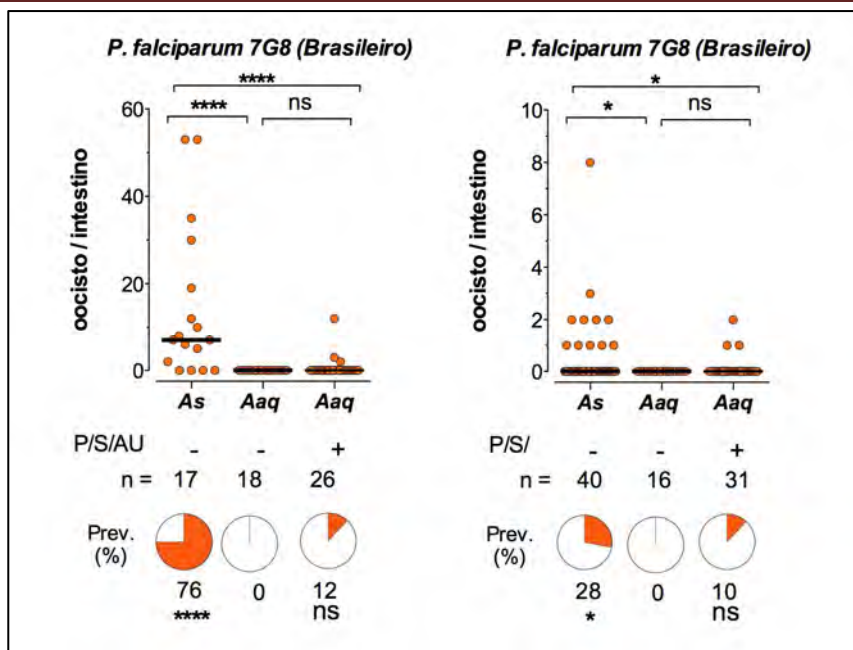 P. falciparum 7G8 (Brasileiro)
****
**** ns
60
40
20
0
oocisto / intestino
As Aaq Aaq
P/S/AU - - +
n = 17 18 26
Prev.
(%)
76 0 12
**** ns
P. falciparum 7G8 (Brasileiro)
*
* ns
10
8
6
4
2
0
oocisto / intestino
As Aaq Aaq
P/S/ - - +
n = 40 16 31
Prev.
(%)
28 0 10
* ns